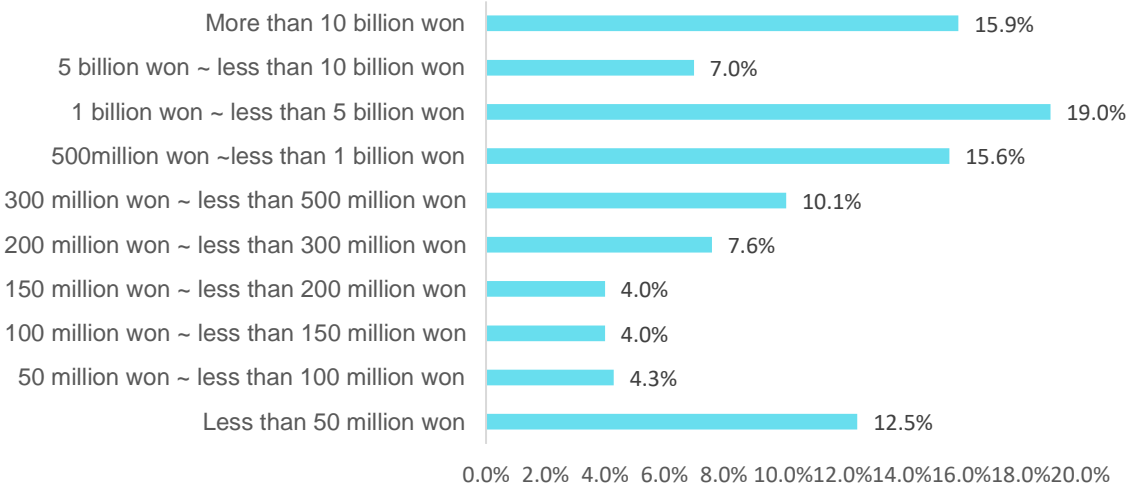 More than 10 billion won 15.9%
5 billion won ~ less than 10 billion won 7.0%
1 billion won ~ less than 5 billion won 19.0%
500million won ~less than 1 billion won 15.6%
300 million won ~ less than 500 million won 10.1%
200 million won ~ less than 300 million won 7.6%
150 million won ~ less than 200 million won 4.0%
100 million won ~ less than 150 million won 4.0%
50 million won ~ less than 100 million won 4.3%
Less than 50 million won 12.5%
0.0% 2.0% 4.0% 6.0% 8.0% 10.0% 12.0% 14.0% 16.0% 18.0% 20.0%